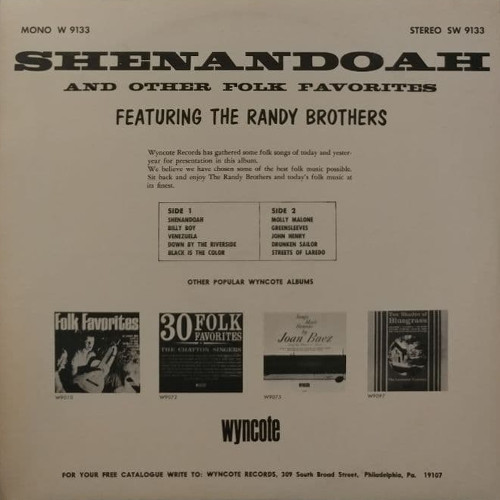 MONO W 9133
STEREO SW 9133
SHENANDOAH
AND OTHER FOLK FAVORITES
FEATURING THE RANDY BROTHERS
Wyncote Records has gathered some folk songs of today and yester-
year for presentation in this album.
We believe we have chosen some of the best folk music possible.
Sit back and enjoy The Randy Brothers and today's folk music at
its finest.
SIDE 1
SHENANDOAH
BILLY BOY
VENEZUELA
DOWN BY THE RIVERSIDE
BLACK IS THE COLOR
SIDE 2
MOLLY MALONE
GREENSLEEVES
JOHN HENRY
DRUNKEN SAILOR
STREETS OF LAREDO
OTHER POPULAR WYNCOTE ALBUMS
Folk Favorites
30 FOLK
FAVORITES
THE CRAFTON SINGERS
Joan Baez
Bluegrass
W9010
W9072
W9073
W9097
wyncote
FOR YOUR FREE CATALOGUE WRITE TO: WYNCOTE RECORDS, 309 South Broad Street, Philadelphia, Pa. 19107